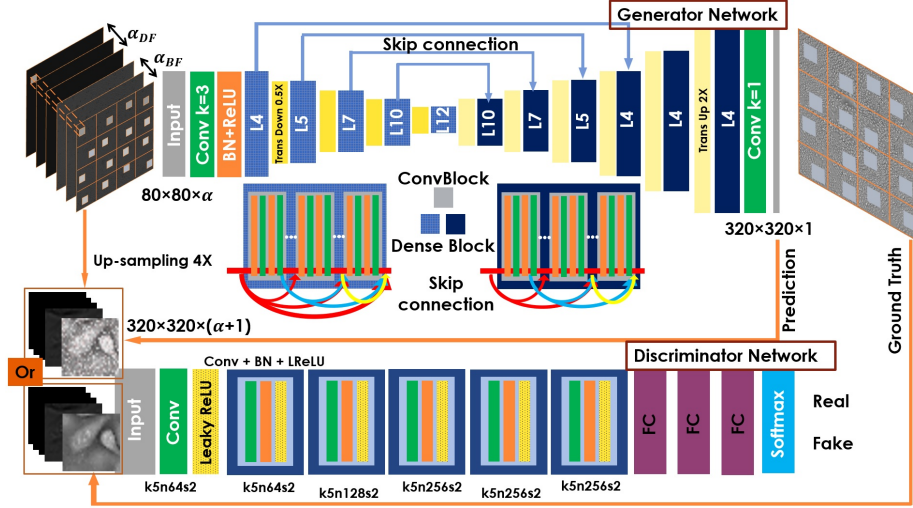 α_DF
α_BF
Generator Network
Skip connection
Input
Conv k=3
BN+ReLU
L4
Trans Down 0.5X
L5
L7
L10
L12
L10
L7
L5
L4
L4
Trans Up 2X
L4
Conv k=1
80×80×α
ConvBlock
Dense Block
Skip
connection
320×320×1
Up-sampling 4X
Prediction
Ground Truth
320×320×(α+1)
Or
Conv + BN + LReLU
Discriminator Network
Input
Conv
Leaky ReLU
FC
FC
FC
Softmax
Real
Fake
k5n64s2
k5n64s2
k5n128s2
k5n256s2
k5n256s2
k5n256s2